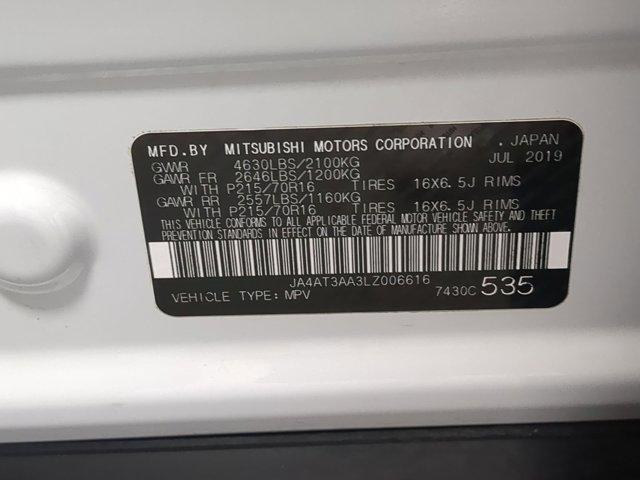 MFD.BY MITSUBISHI MOTORS CORPORATION . JAPAN
GVWR 4630LBS/2100KG JUL 2019
GAWR FR 2646LBS/1200KG
WITH P215/70R16 TIRES 16X6.5J RIMS
GAWR RR 2557LBS/1160KG
WITH P215/70R16 TIRES 16X6.5J RIMS
THIS VEHICLE CONFORMS TO ALL APPLICABLE FEDERAL MOTOR VEHICLE SAFETY AND THEFT
PREVENTION STANDARDS IN EFFECT ON THE DATE OF MANUFACTURE SHOWN ABOVE.
JA4AT3AA3LZ006616
VEHICLE TYPE: MPV 7430C 535